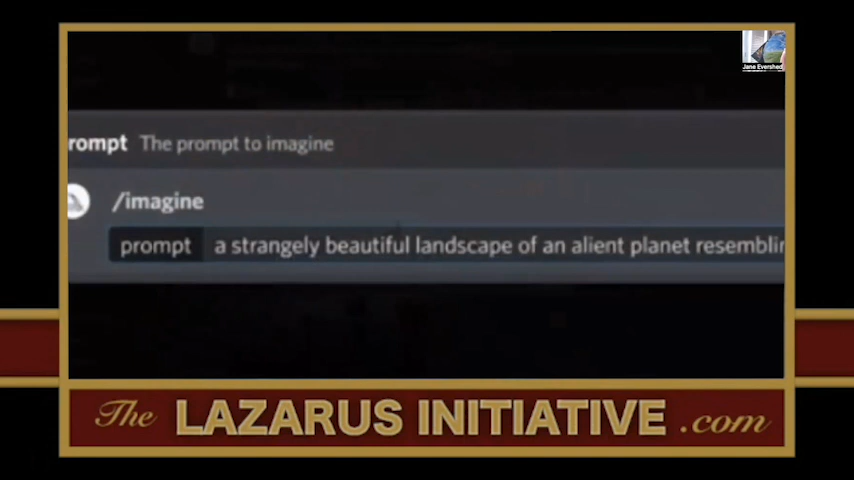 Jane Evershed
rompt The prompt to imagine
/imagine
prompt a strangely beautiful landscape of an alient planet resemblin
The LAZARUS INITIATIVE .com